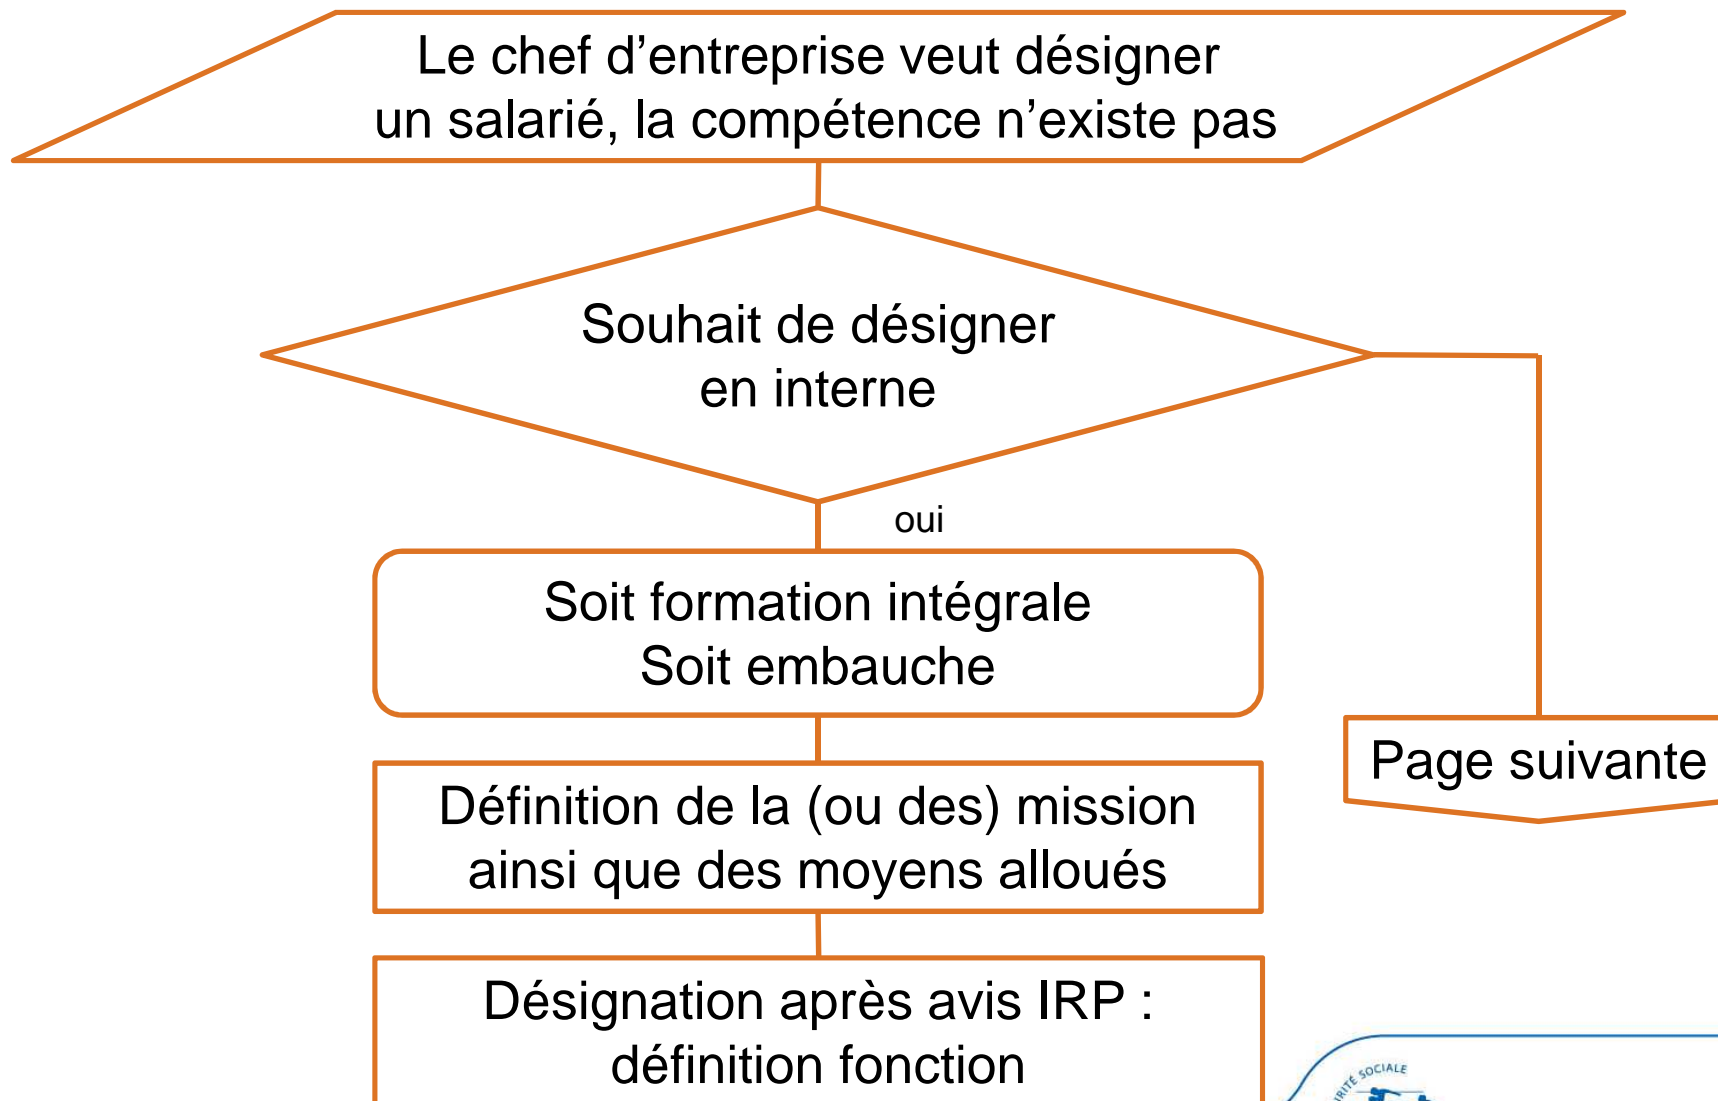 Le chef d’entreprise veut désigner
un salarié, la compétence n’existe pas
Souhait de désigner
en interne
oui
Soit formation intégrale
Soit embauche
Page suivante
Définition de la (ou des) mission
ainsi que des moyens alloués
Désignation après avis IRP :
définition fonction
SOCIALE